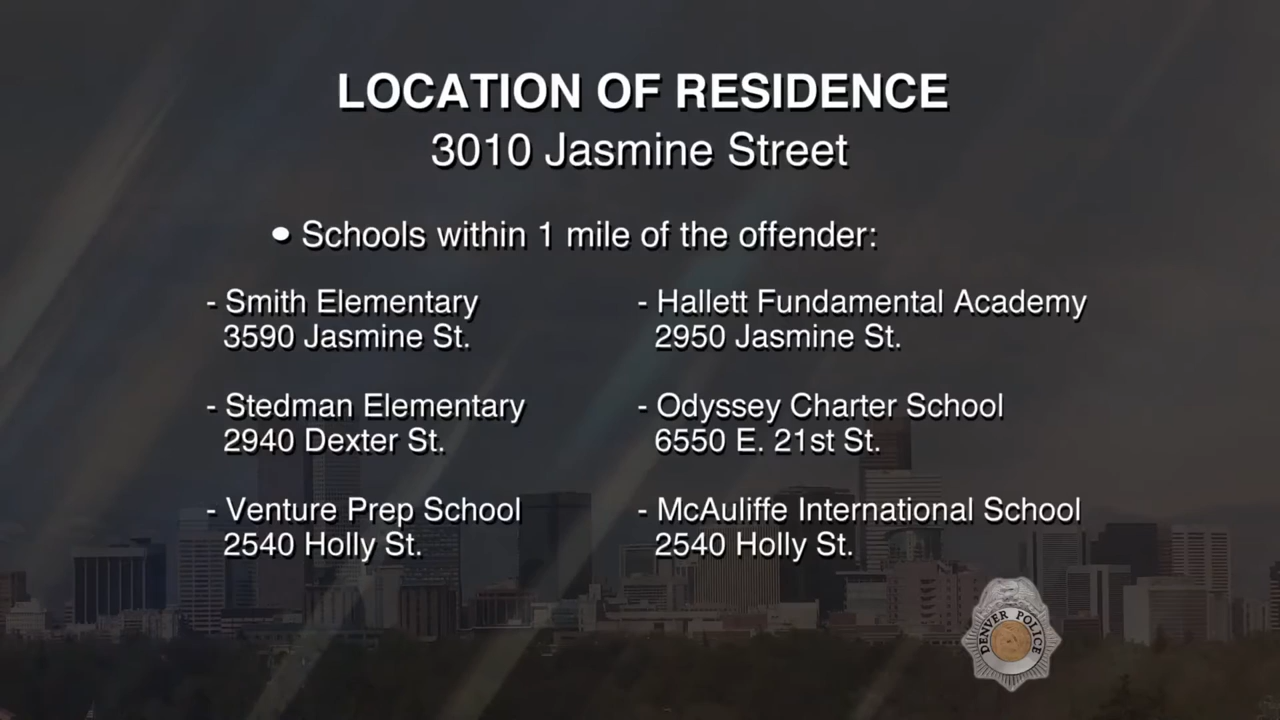 LOCATION OF RESIDENCE
3010 Jasmine Street
• Schools within 1 mile of the offender:
- Smith Elementary
3590 Jasmine St.
- Stedman Elementary
2940 Dexter St.
- Venture Prep School
2540 Holly St.
- Hallett Fundamental Academy
2950 Jasmine St.
- Odyssey Charter School
6550 E. 21st St.
- McAuliffe International School
2540 Holly St.
DENVER POLICE